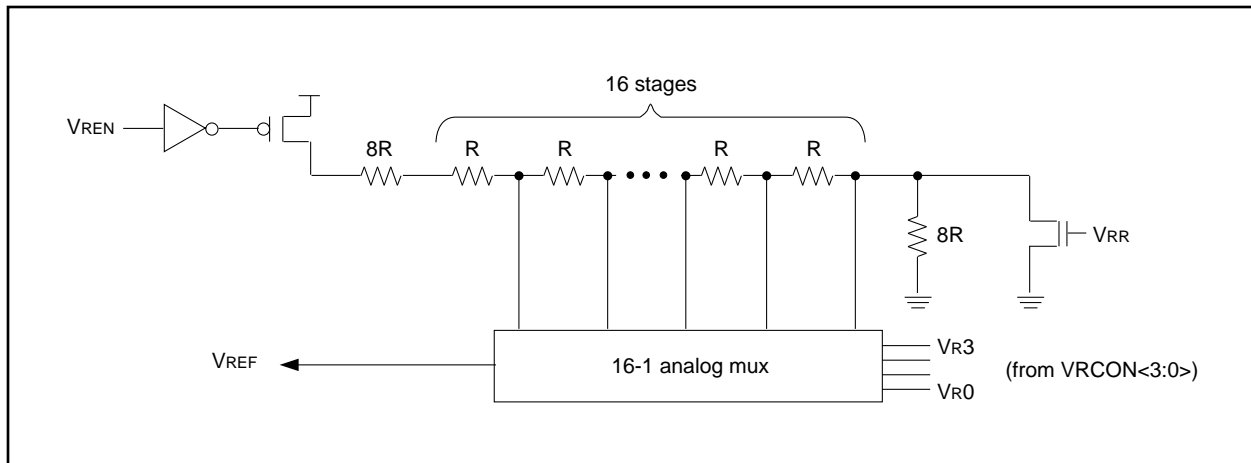 16 stages
VREN
8R R R R R
8R
VRR
VREF
16-1 analog mux
VR3
(from VRCON<3:0>)
VR0